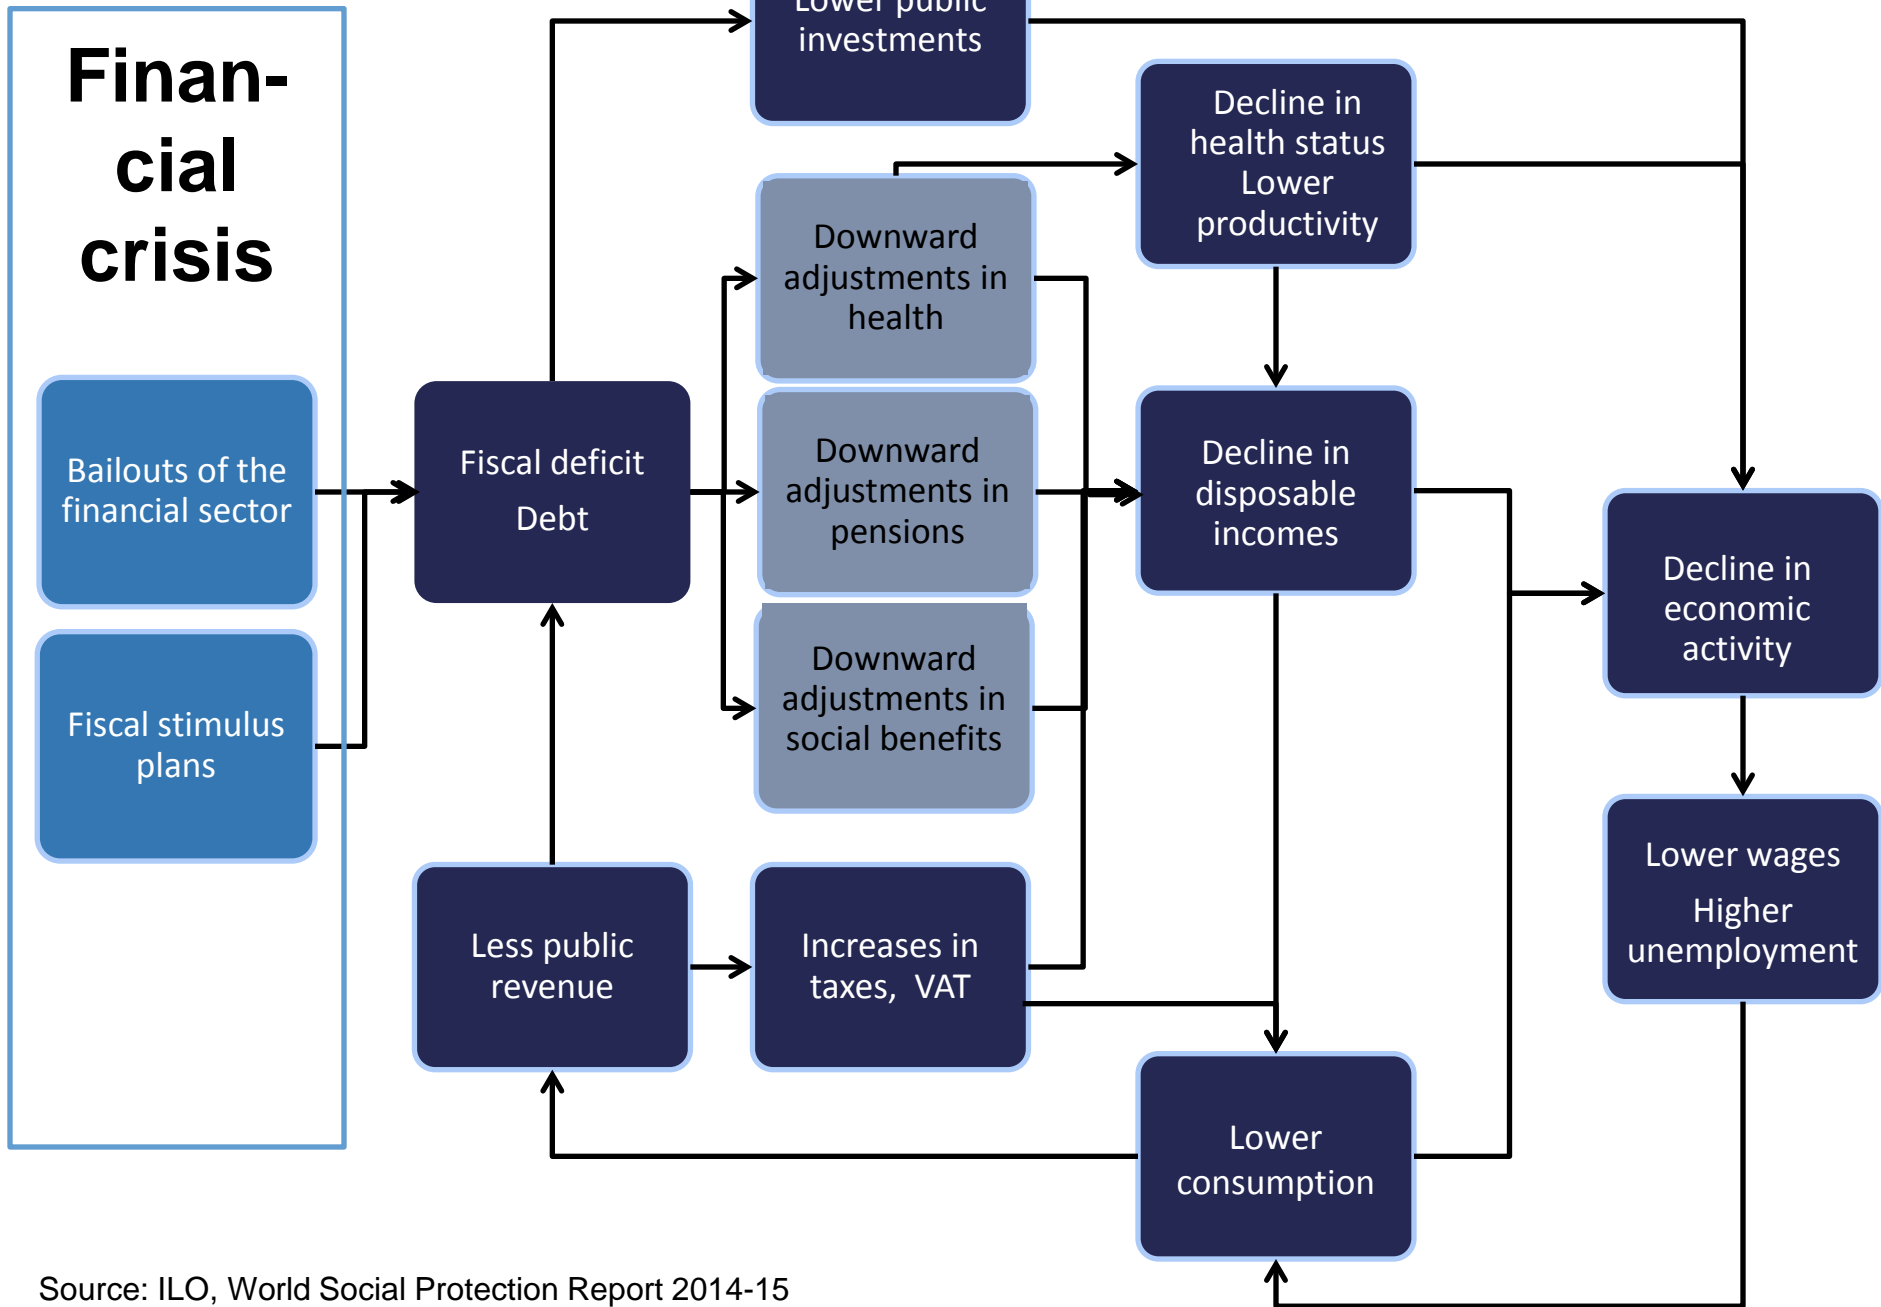 Finan-
cial
crisis
Bailouts of the
financial sector
Fiscal stimulus
plans
Fiscal deficit
Debt
Less public
revenue
Lower public
investments
Downward
adjustments in
health
Downward
adjustments in
pensions
Downward
adjustments in
social benefits
Increases in
taxes, VAT
Decline in
health status
Lower
productivity
Decline in
disposable
incomes
Lower
consumption
Decline in
economic
activity
Lower wages
Higher
unemployment
Source: ILO, World Social Protection Report 2014-15